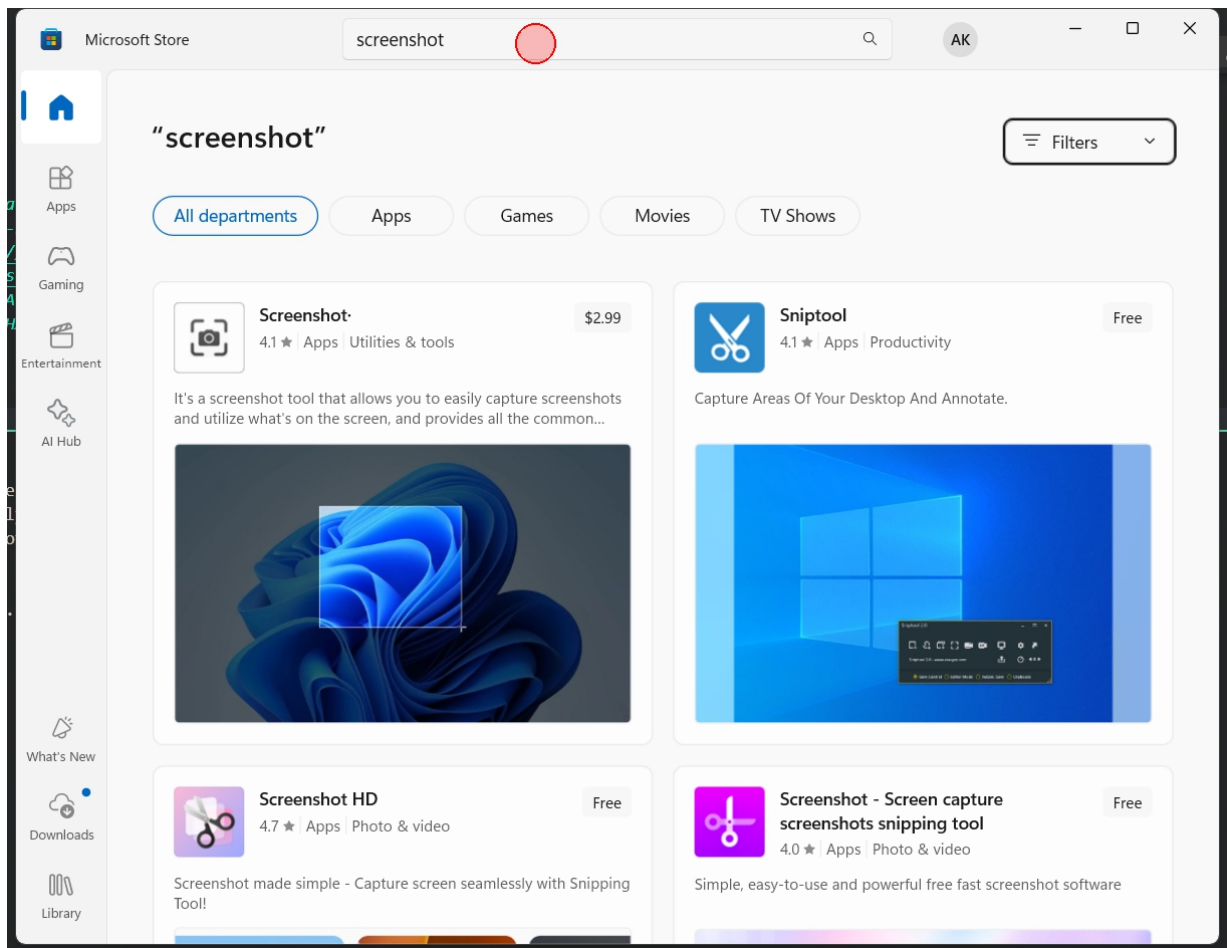 Microsoft Store
screenshot
AK
Apps
Gaming
Entertainment
AI Hub
What's New
Downloads
Library
“screenshot”
Filters
All departments
Apps
Games
Movies
TV Shows
Screenshot·
$2.99
4.1 ★ Apps Utilities & tools
It's a screenshot tool that allows you to easily capture screenshots
and utilize what's on the screen, and provides all the common...
Sniptool
Free
4.1 ★ Apps Productivity
Capture Areas Of Your Desktop And Annotate.
Screenshot HD
Free
4.7 ★ Apps Photo & video
Screenshot made simple - Capture screen seamlessly with Snipping
Tool!
Screenshot - Screen capture
screenshots snipping tool
Free
4.0 ★ Apps Photo & video
Simple, easy-to-use and powerful free fast screenshot software